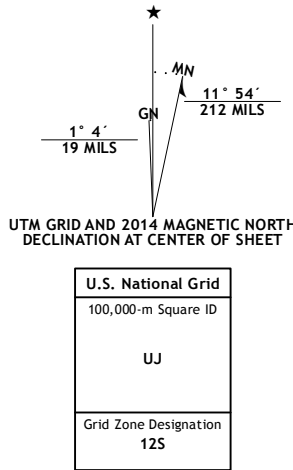 ★
MN
GN
11° 54´
212 MILS
1° 4´
19 MILS
UTM GRID AND 2014 MAGNETIC NORTH
DECLINATION AT CENTER OF SHEET
U.S. National Grid
100,000-m Square ID
UJ
Grid Zone Designation
12S